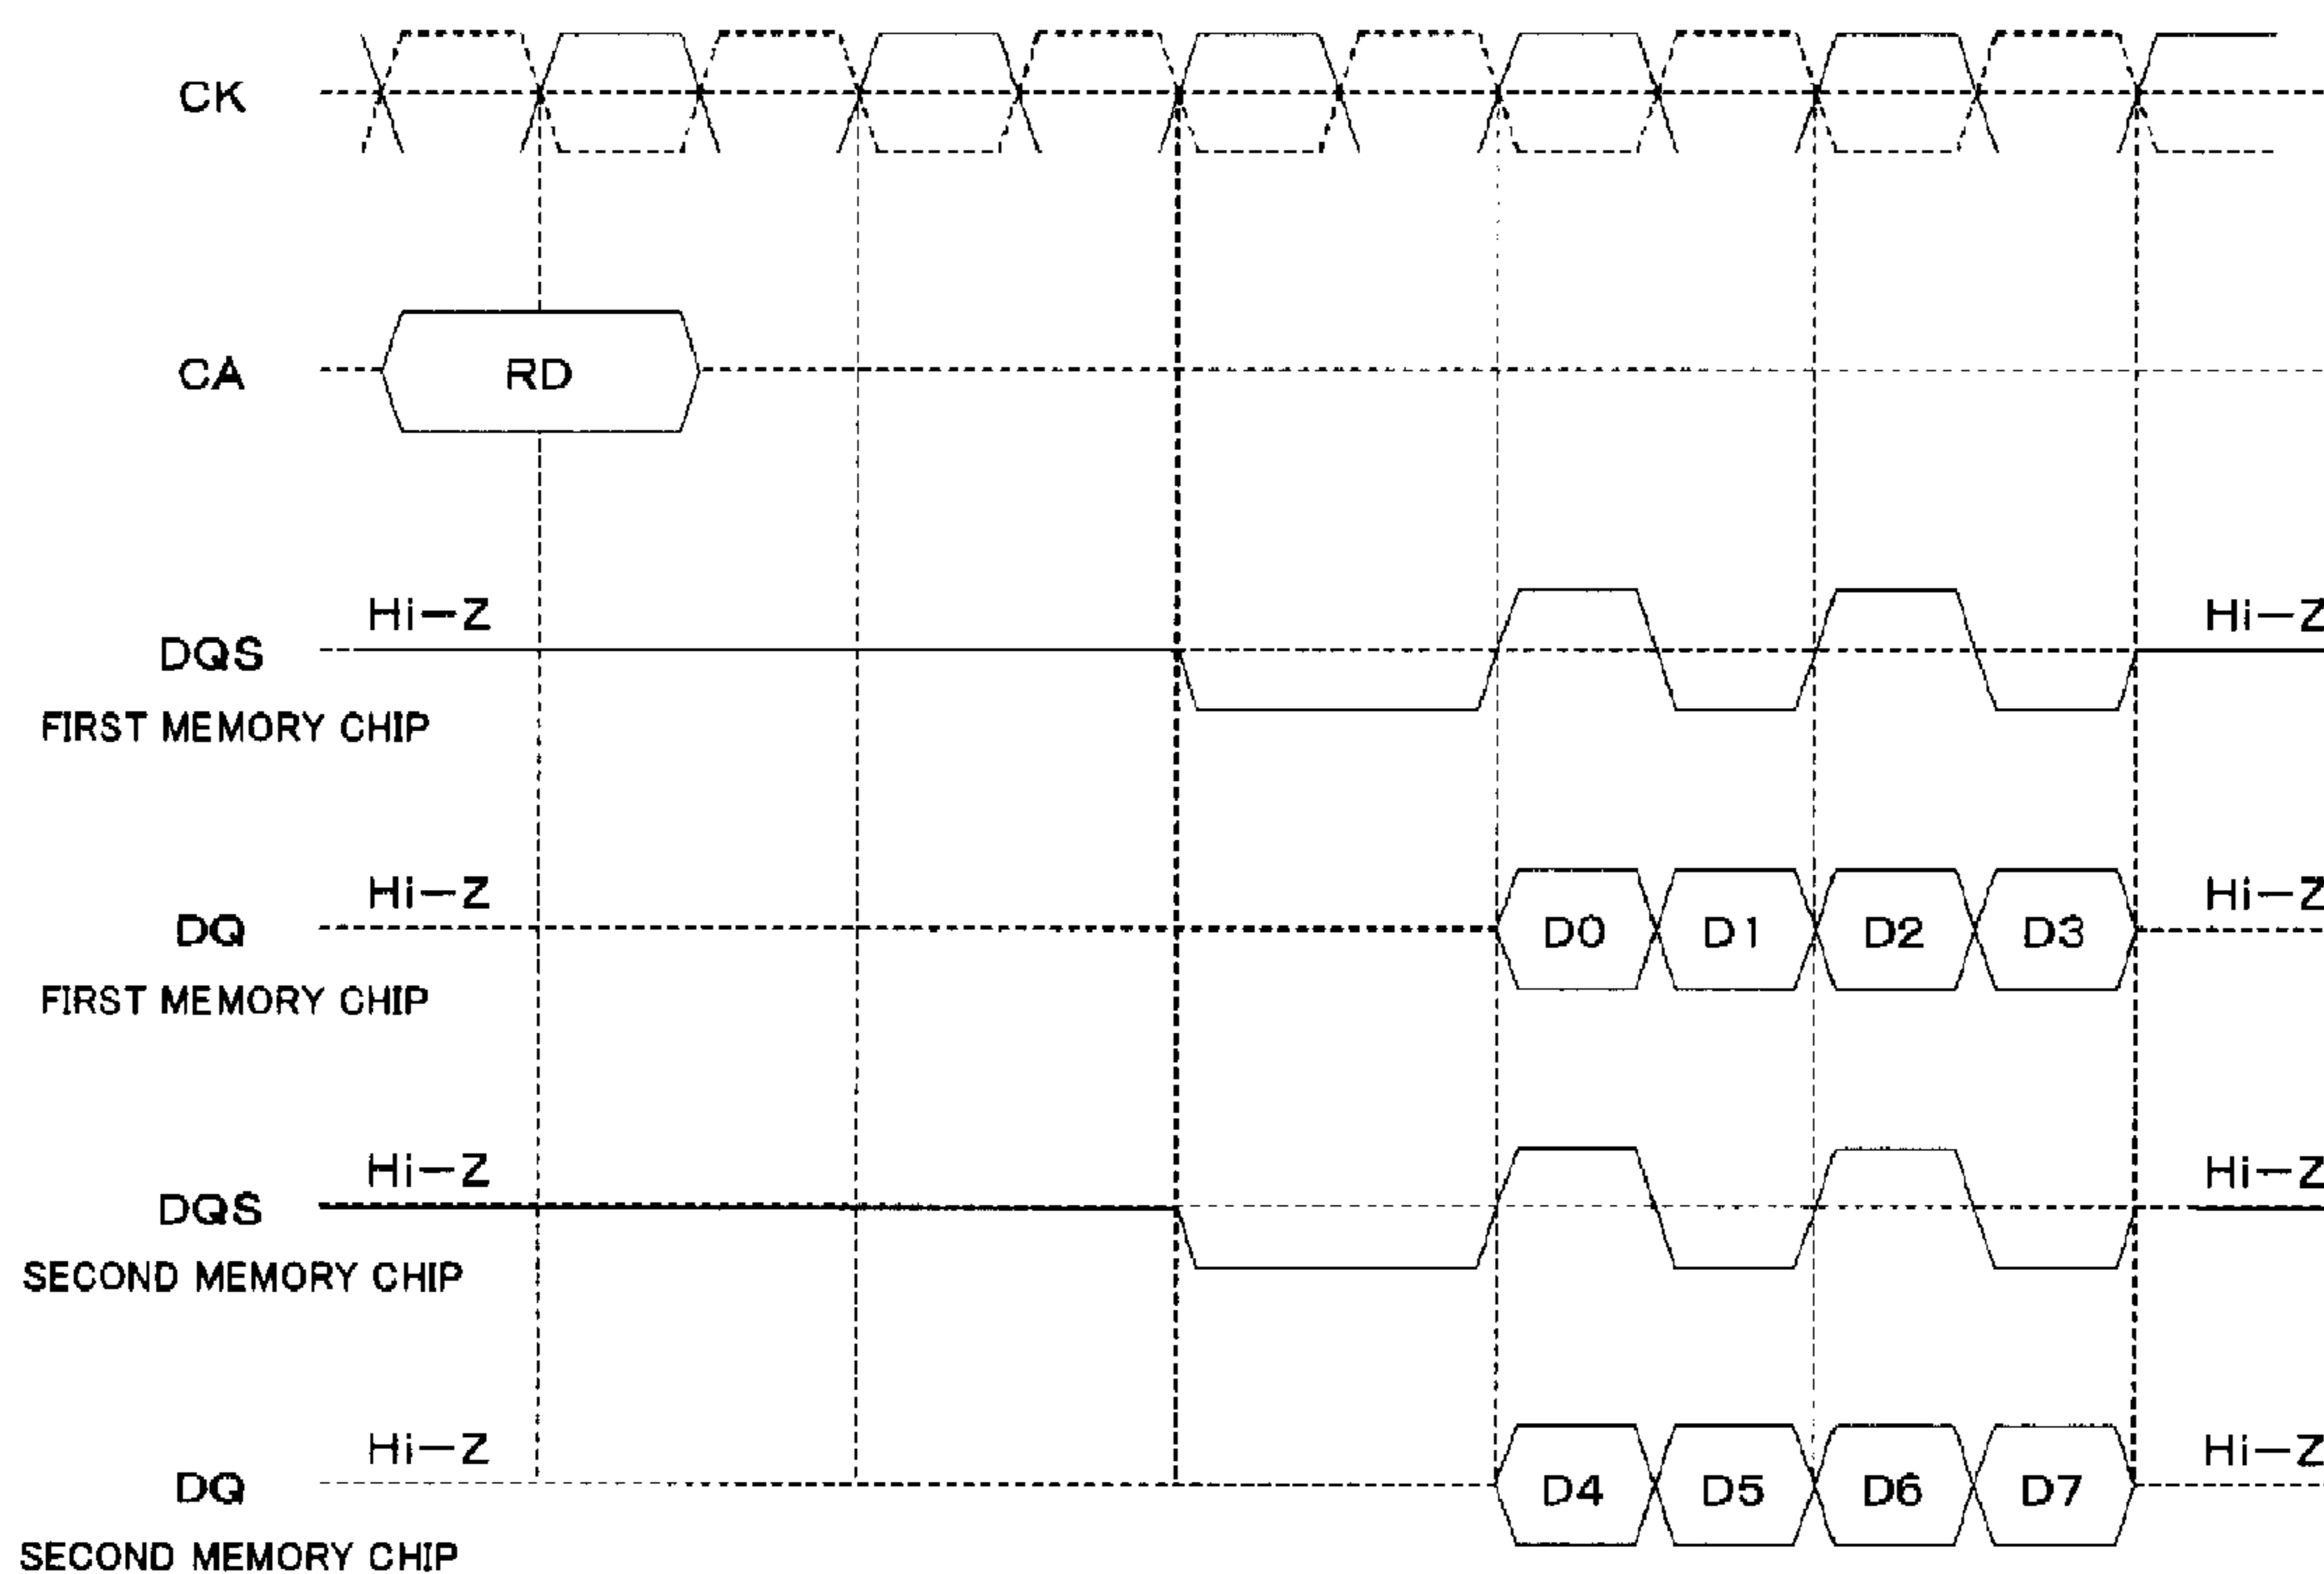 CK
CA
RD
Hi-Z
Hi-Z
DQS
FIRST MEMORY CHIP
Hi-Z
Hi-Z
DQ
D0
D1
D2
D3
FIRST MEMORY CHIP
Hi-Z
Hi-Z
DQS
SECOND MEMORY CHIP
Hi-Z
Hi-Z
DQ
D4
D5
D6
D7
SECOND MEMORY CHIP